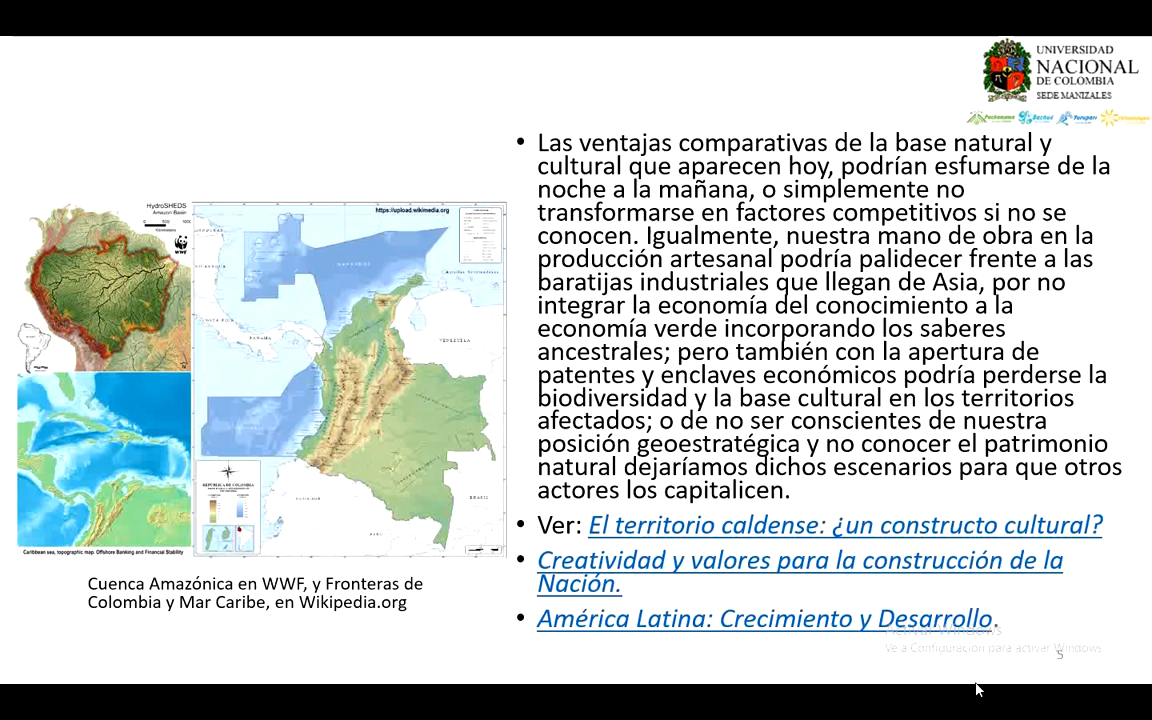 UNIVERSIDAD
NACIONAL
DE COLOMBIA
SEDE MANIZALES
• Las ventajas comparativas de la base natural y
cultural que aparecen hoy, podrían esfumarse de la
noche a la mañana, o simplemente no
transformarse en factores competitivos si no se
conocen. Igualmente, nuestra mano de obra en la
producción artesanal podría palidecer frente a las
baratijas industriales que llegan de Asia, por no
integrar la economía del conocimiento a la
economía verde incorporando los saberes
ancestrales; pero también con la apertura de
patentes y enclaves económicos podría perderse la
biodiversidad y la base cultural en los territorios
afectados; o de no ser conscientes de nuestra
posición geoestratégica y no conocer el patrimonio
natural dejaríamos dichos escenarios para que otros
actores los capitalicen.
• Ver: El territorio caldense: ¿un constructo cultural?
• Creatividad y valores para la construcción de la
Nación.
• América Latina: Crecimiento y Desarrollo.
HydroSHEDS
Amazon Basin
WWF
https://upload.wikimedia.org
PANAMA
VENEZUELA
BRASIL
REPUBLICA DE COLOMBIA
Caribbean sea, topographic map. Offshore Banking and Financial Stability
Cuenca Amazónica en WWF, y Fronteras de
Colombia y Mar Caribe, en Wikipedia.org
Activar Windows
Ve a Configuración para activar Windows.
5